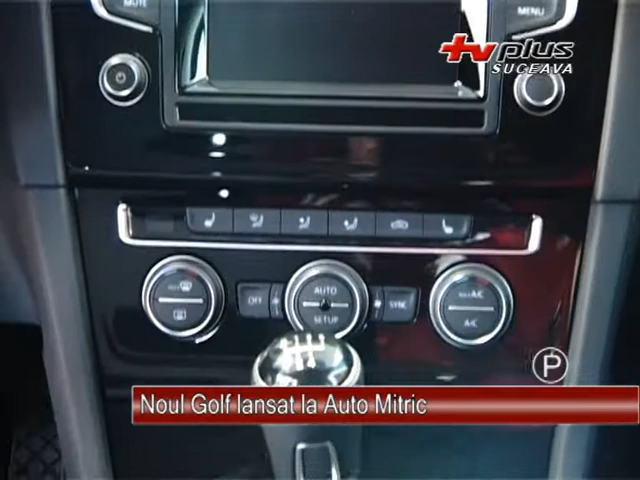 MUTE
MENU
tv plus
SUCEAVA
AUTO
OFF
SYNC
SETUP
A/C
Noul Golf lansat la Auto Mitric
P